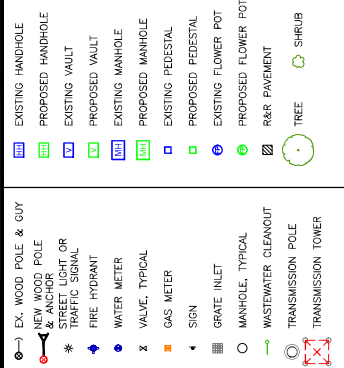 EX. WOOD POLE & GUY
NEW WOOD POLE
& ANCHOR
STREET LIGHT OR
TRAFFIC SIGNAL
FIRE HYDRANT
WATER METER
VALVE, TYPICAL
GAS METER
SIGN
GRATE INLET
MANHOLE, TYPICAL
WASTEWATER CLEANOUT
TRANSMISSION POLE
TRANSMISSION TOWER
HH EXISTING HANDHOLE
HH PROPOSED HANDHOLE
V EXISTING VAULT
V PROPOSED VAULT
MH EXISTING MANHOLE
MH PROPOSED MANHOLE
EXISTING PEDESTAL
PROPOSED PEDESTAL
FP EXISTING FLOWER POT
FP PROPOSED FLOWER POT
R&R PAVEMENT
TREE
SHRUB